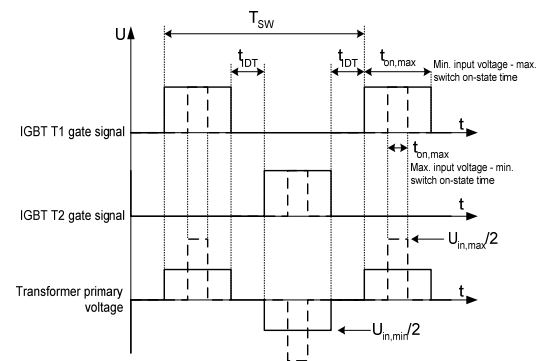 T_SW
U
t_IDT
t_IDT
t_on,max
Min. input voltage - max.
switch on-state time
IGBT T1 gate signal
t
t_on,max
Max. input voltage - min.
switch on-state time
IGBT T2 gate signal
t
U_in,max/2
Transformer primary
voltage
t
U_in,min/2